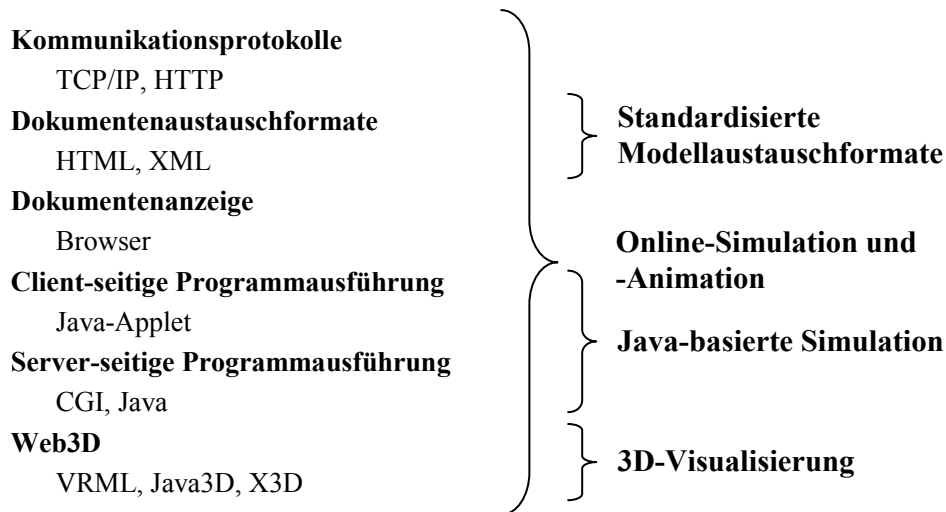 Kommunikationsprotokolle
TCP/IP, HTTP
Dokumentenaustauschformate
HTML, XML
Dokumentenanzeige
Browser
Client-seitige Programmausführung
Java-Applet
Server-seitige Programmausführung
CGI, Java
Web3D
VRML, Java3D, X3D
Standardisierte
Modellaustauschformate
Online-Simulation und
-Animation
Java-basierte Simulation
3D-Visualisierung